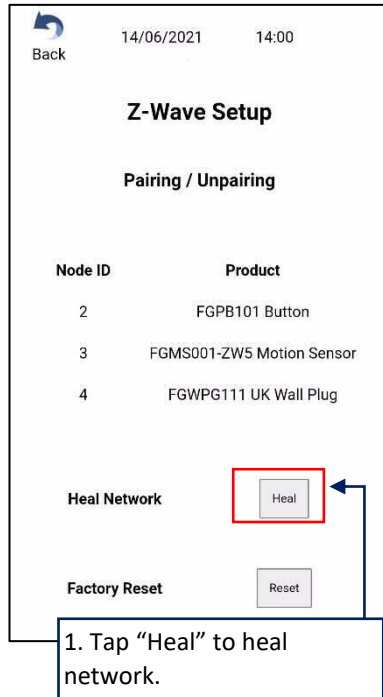 14/06/2021 14:00
Back
Z-Wave Setup
Pairing / Unpairing
Node ID Product
2 FGPB101 Button
3 FGMS001-ZW5 Motion Sensor
4 FGWPG111 UK Wall Plug
Heal Network Heal
Factory Reset Reset
1. Tap “Heal” to heal
network.